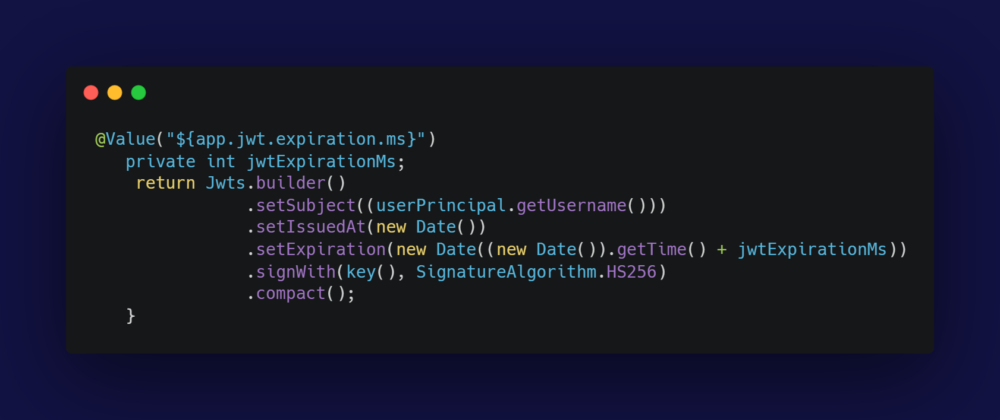 @Value("${app.jwt.expiration.ms}")
   private int jwtExpirationMs;
    return Jwts.builder()
               .setSubject((userPrincipal.getUsername()))
               .setIssuedAt(new Date())
               .setExpiration(new Date((new Date()).getTime() + jwtExpirationMs))
               .signWith(key(), SignatureAlgorithm.HS256)
               .compact();
   }